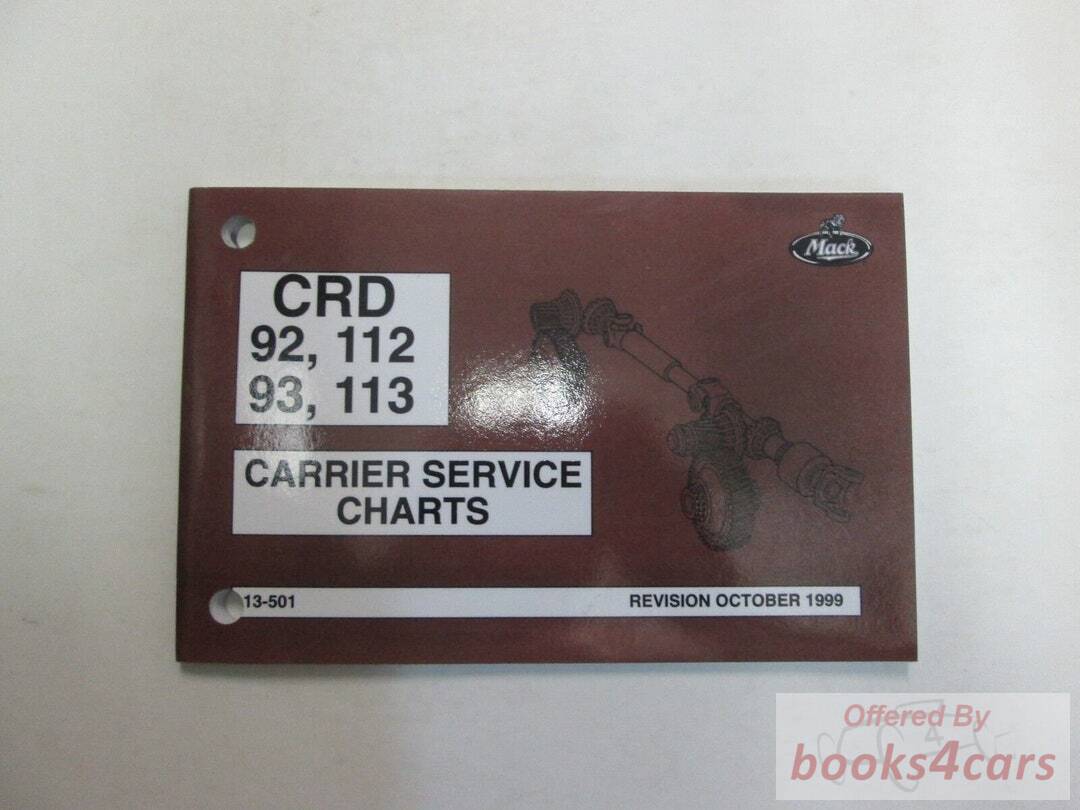 Mack
CRD
92, 112
93, 113
CARRIER SERVICE
CHARTS
13-501 REVISION OCTOBER 1999
Offered By
books4cars